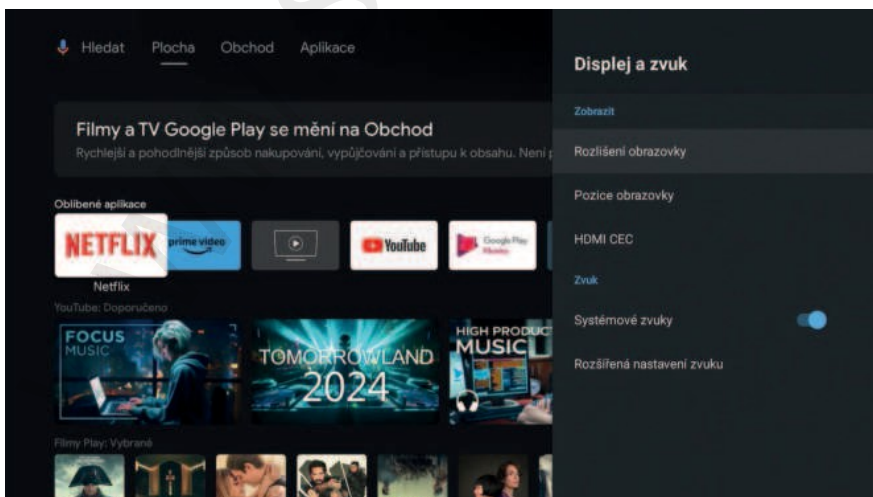 Hledat Plocha Obchod Aplikace
Filmy a TV Google Play se mění na Obchod
Rychlejší a pohodlnější způsob nakupování, vypůjčování a přístupu k obsahu. Není
Oblíbené aplikace
NETFLIX
prime video
YouTube
Google Play
Movies
Netflix
YouTube: Doporučeno
FOCUS
MUSIC
TOMORROWLAND
2024
HIGH PRODUC
MUSIC
Filmy Play: Vybrané
Displej a zvuk
Zobrazit
Rozlišení obrazovky
Pozice obrazovky
HDMI CEC
Zvuk
Systémové zvuky
Rozšířená nastavení zvuku